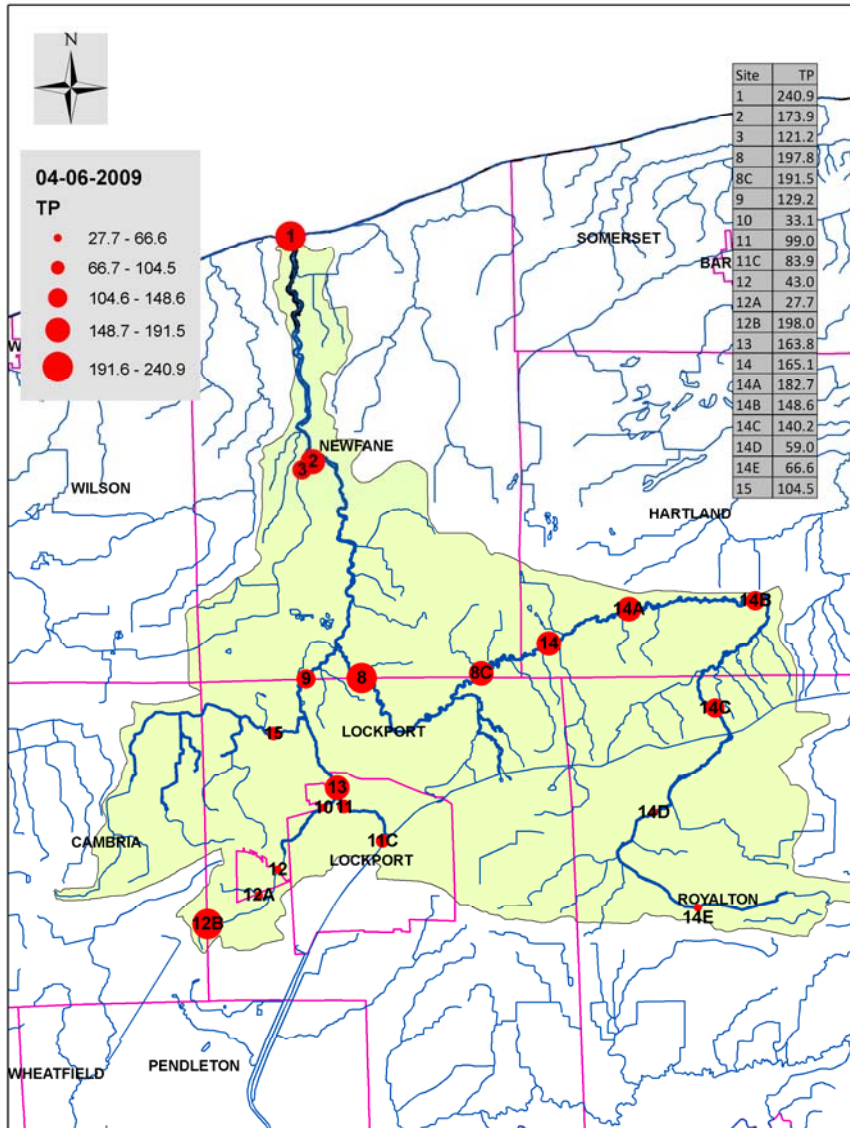 N
04-06-2009
TP
27.7 - 66.6
66.7 - 104.5
104.6 - 148.6
148.7 - 191.5
191.6 - 240.9
Site TP
1 240.9
2 173.9
3 121.2
8 197.8
8C 191.5
9 129.2
10 33.1
11 99.0
11C 83.9
12 43.0
12A 27.7
12B 198.0
13 163.8
14 165.1
14A 182.7
14B 148.6
14C 140.2
14D 59.0
14E 66.6
15 104.5
1
SOMERSET
BAR
W
NEWFANE
2
3
WILSON
HARTLAND
14B
14A
14
8C
9
8
14C
15
LOCKPORT
13
10
11
14D
11C
CAMBRIA
LOCKPORT
12
12A
ROYALTON
14E
12B
PENDLETON
WHEATFIELD